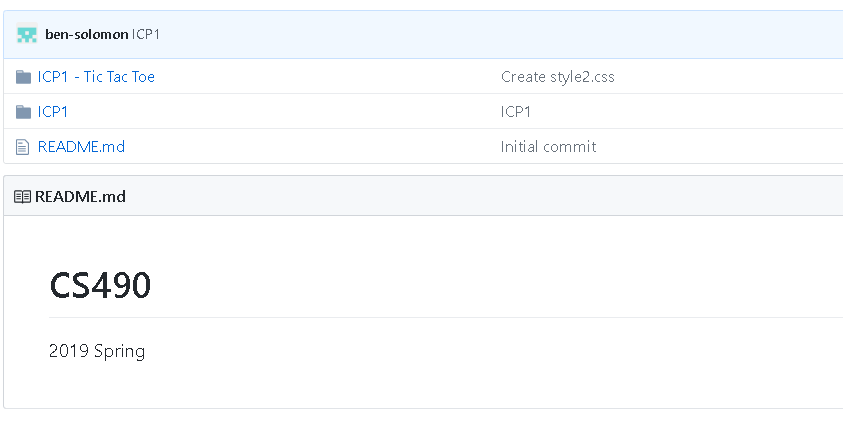 ben-solomon ICP1
ICP1 - Tic Tac Toe Create style2.css
ICP1 ICP1
README.md Initial commit
README.md
CS490
2019 Spring